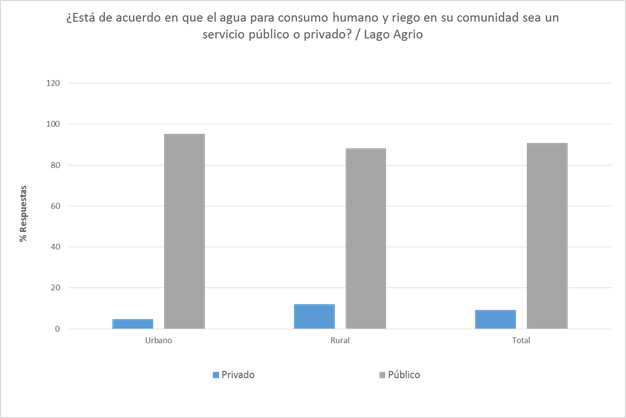 ¿Está de acuerdo en que el agua para consumo humano y riego en su comunidad sea un
servicio público o privado? / Lago Agrio
120
100
80
60
40
20
0
% Respuestas
Urbano Rural Total
Privado Público